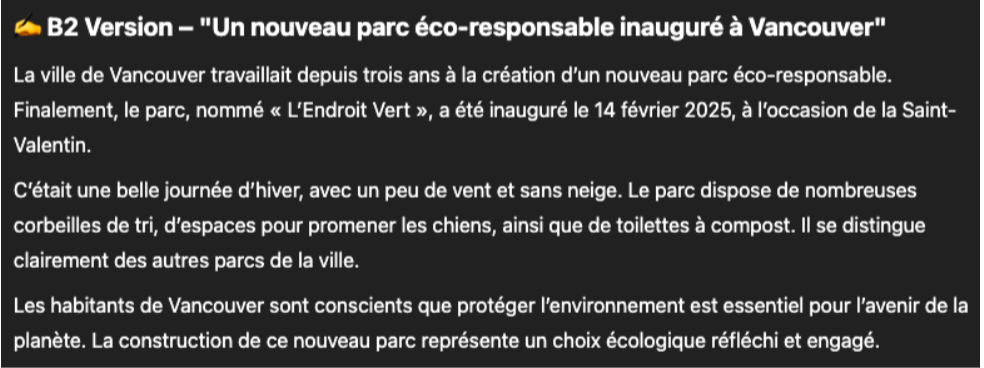 ✍️ B2 Version – "Un nouveau parc éco-responsable inauguré à Vancouver"
La ville de Vancouver travaillait depuis trois ans à la création d’un nouveau parc éco-responsable.
Finalement, le parc, nommé « L’Endroit Vert », a été inauguré le 14 février 2025, à l’occasion de la Saint-
Valentin.
C’était une belle journée d’hiver, avec un peu de vent et sans neige. Le parc dispose de nombreuses
corbeilles de tri, d’espaces pour promener les chiens, ainsi que de toilettes à compost. Il se distingue
clairement des autres parcs de la ville.
Les habitants de Vancouver sont conscients que protéger l’environnement est essentiel pour l’avenir de la
planète. La construction de ce nouveau parc représente un choix écologique réfléchi et engagé.